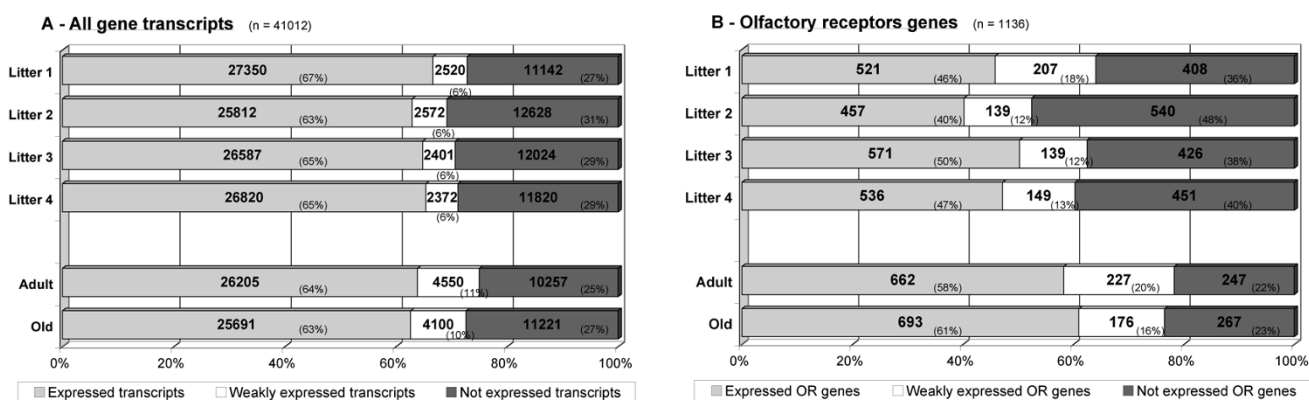 A - All gene transcripts (n = 41012)
Litter 1 27350 (67%) 2520 (6%) 11142 (27%)
Litter 2 25812 (63%) 2572 (6%) 12628 (31%)
Litter 3 26587 (65%) 2401 (6%) 12024 (29%)
Litter 4 26820 (65%) 2372 (6%) 11820 (29%)
Adult 26205 (64%) 4550 (11%) 10257 (25%)
Old 25691 (63%) 4100 (10%) 11221 (27%)
0% 20% 40% 60% 80% 100%
Expressed transcripts Weakly expressed transcripts Not expressed transcripts
B - Olfactory receptors genes (n = 1136)
Litter 1 521 (46%) 207 (18%) 408 (36%)
Litter 2 457 (40%) 139 (12%) 540 (48%)
Litter 3 571 (50%) 139 (12%) 426 (38%)
Litter 4 536 (47%) 149 (13%) 451 (40%)
Adult 662 (58%) 227 (20%) 247 (22%)
Old 693 (61%) 176 (16%) 267 (23%)
0% 20% 40% 60% 80% 100%
Expressed OR genes Weakly expressed OR genes Not expressed OR genes